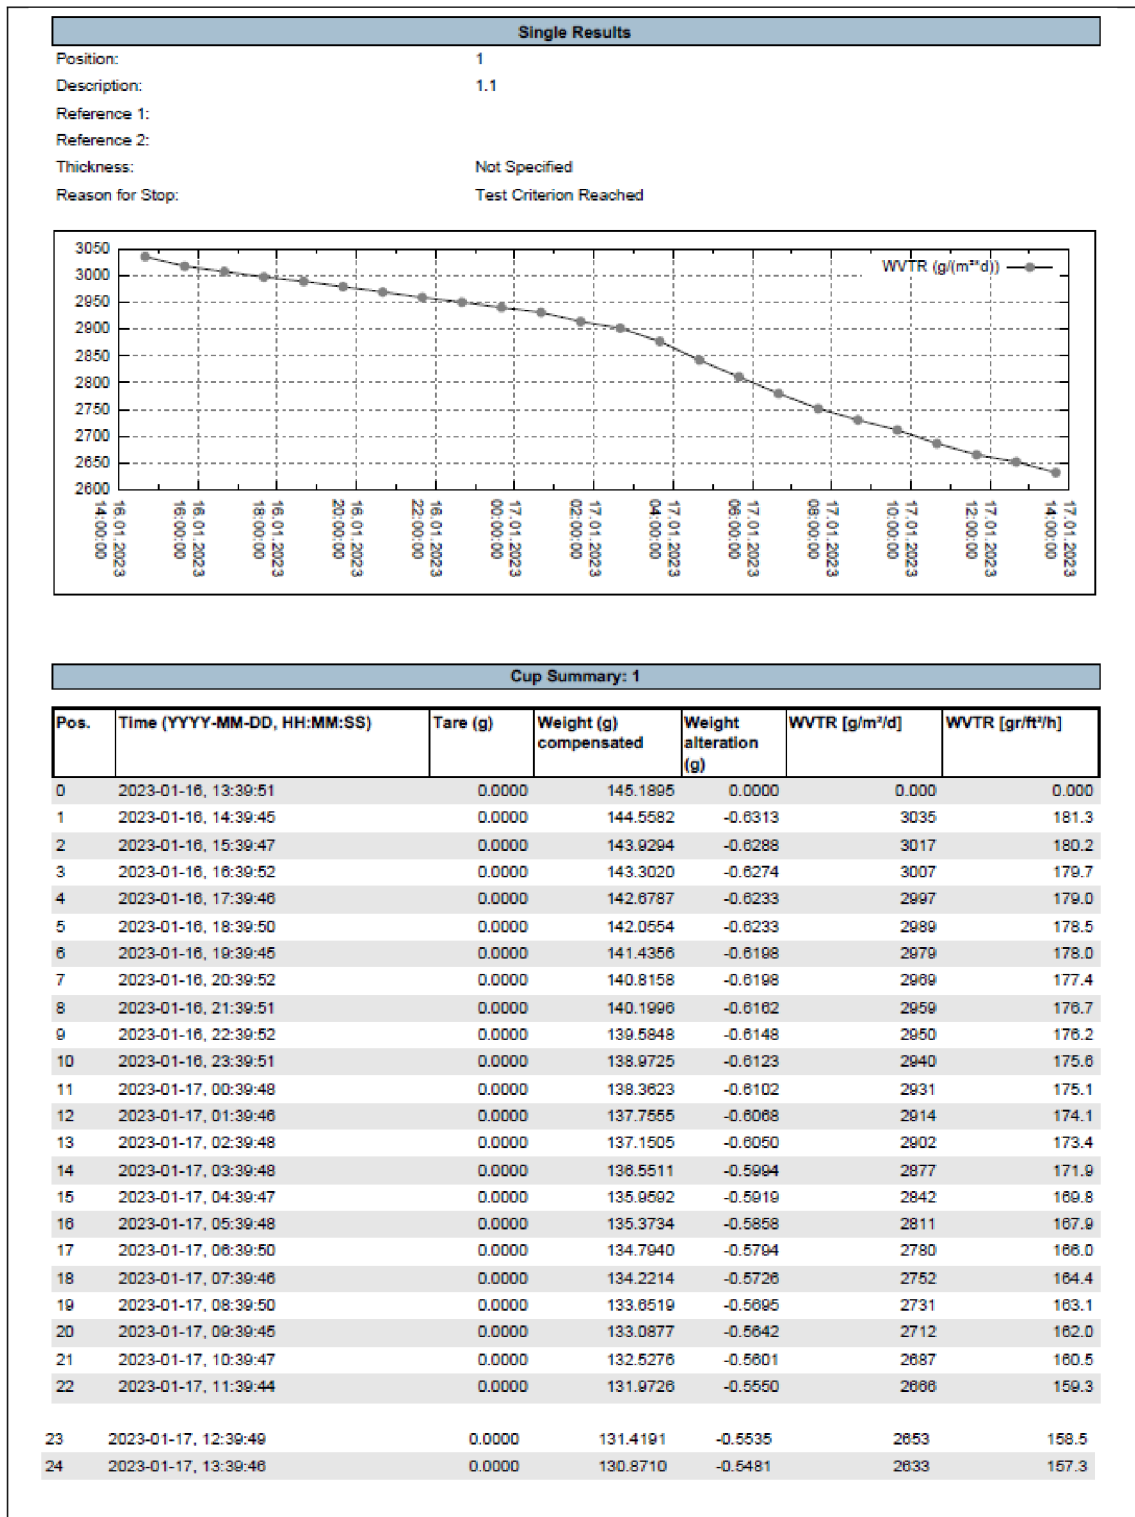 Single Results
Position: 1
Description: 1.1
Reference 1:
Reference 2:
Thickness: Not Specified
Reason for Stop: Test Criterion Reached
WVTR (g/(m²*d))
3050
3000
2950
2900
2850
2800
2750
2700
2650
2600
16.01.2023 14:00:00
16.01.2023 16:00:00
16.01.2023 18:00:00
16.01.2023 20:00:00
16.01.2023 22:00:00
17.01.2023 00:00:00
17.01.2023 02:00:00
17.01.2023 04:00:00
17.01.2023 06:00:00
17.01.2023 08:00:00
17.01.2023 10:00:00
17.01.2023 12:00:00
17.01.2023 14:00:00
Cup Summary: 1
Pos. Time (YYYY-MM-DD, HH:MM:SS) Tare (g) Weight (g) compensated Weight alteration (g) WVTR [g/m²/d] WVTR [gr/ft²/h]
0 2023-01-16, 13:39:51 0.0000 145.1895 0.0000 0.000 0.000
1 2023-01-16, 14:39:45 0.0000 144.5582 -0.6313 3035 181.3
2 2023-01-16, 15:39:47 0.0000 143.9294 -0.6288 3017 180.2
3 2023-01-16, 16:39:52 0.0000 143.3020 -0.6274 3007 179.7
4 2023-01-16, 17:39:46 0.0000 142.6787 -0.6233 2997 179.0
5 2023-01-16, 18:39:50 0.0000 142.0554 -0.6233 2989 178.5
6 2023-01-16, 19:39:45 0.0000 141.4356 -0.6198 2979 178.0
7 2023-01-16, 20:39:52 0.0000 140.8158 -0.6198 2969 177.4
8 2023-01-16, 21:39:51 0.0000 140.1996 -0.6162 2959 176.7
9 2023-01-16, 22:39:52 0.0000 139.5848 -0.6148 2950 176.2
10 2023-01-16, 23:39:51 0.0000 138.9725 -0.6123 2940 175.6
11 2023-01-17, 00:39:48 0.0000 138.3623 -0.6102 2931 175.1
12 2023-01-17, 01:39:46 0.0000 137.7555 -0.6068 2914 174.1
13 2023-01-17, 02:39:48 0.0000 137.1505 -0.6050 2902 173.4
14 2023-01-17, 03:39:48 0.0000 136.5511 -0.5994 2877 171.9
15 2023-01-17, 04:39:47 0.0000 135.9592 -0.5919 2842 169.8
16 2023-01-17, 05:39:48 0.0000 135.3734 -0.5858 2811 167.9
17 2023-01-17, 06:39:50 0.0000 134.7940 -0.5794 2780 166.0
18 2023-01-17, 07:39:46 0.0000 134.2214 -0.5726 2752 164.4
19 2023-01-17, 08:39:50 0.0000 133.6519 -0.5695 2731 163.1
20 2023-01-17, 09:39:45 0.0000 133.0877 -0.5642 2712 162.0
21 2023-01-17, 10:39:47 0.0000 132.5276 -0.5601 2687 160.5
22 2023-01-17, 11:39:44 0.0000 131.9726 -0.5550 2666 159.3
23 2023-01-17, 12:39:49 0.0000 131.4191 -0.5535 2653 158.5
24 2023-01-17, 13:39:46 0.0000 130.8710 -0.5481 2633 157.3